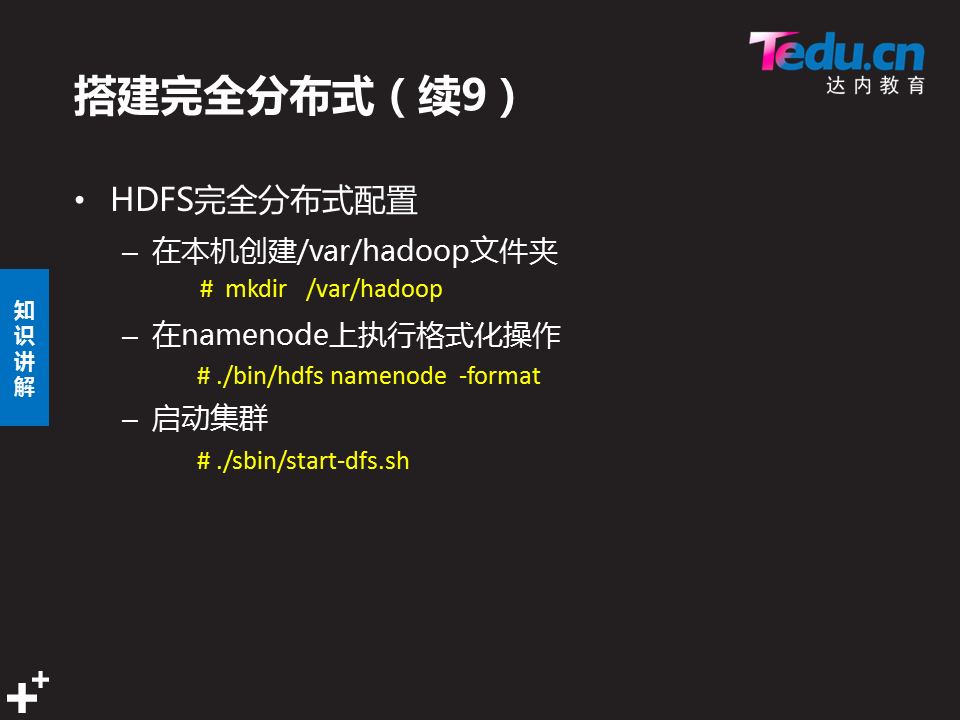 Tedu.cn
达内教育
搭建完全分布式（续9）
• HDFS完全分布式配置
– 在本机创建/var/hadoop文件夹
# mkdir /var/hadoop
– 在namenode上执行格式化操作
# ./bin/hdfs namenode -format
– 启动集群
# ./sbin/start-dfs.sh
知识讲解